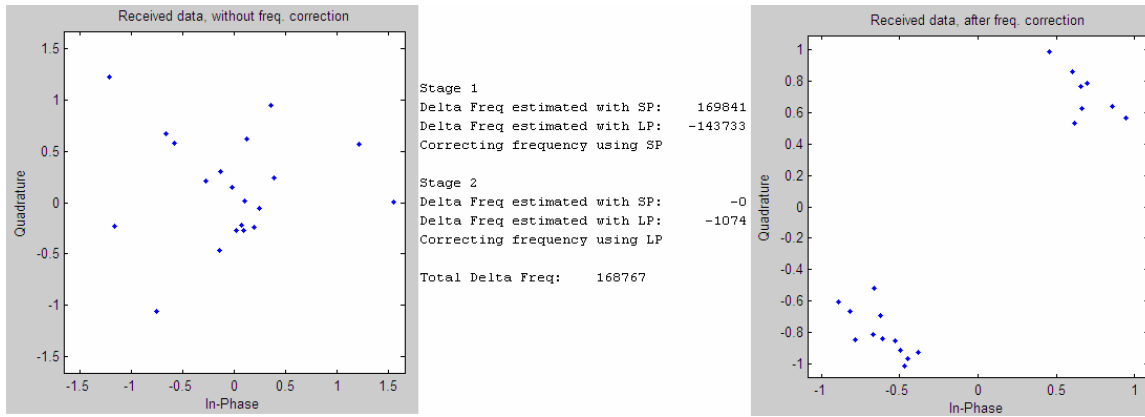 Received data, without freq. correction
1.5
1
0.5
0
-0.5
-1
-1.5
Quadrature
-1.5 -1 -0.5 0 0.5 1 1.5
In-Phase
Stage 1
Delta Freq estimated with SP: 169841
Delta Freq estimated with LP: -143733
Correcting frequency using SP
Stage 2
Delta Freq estimated with SP: -0
Delta Freq estimated with LP: -1074
Correcting frequency using LP
Total Delta Freq: 168767
Received data, after freq. correction
1
0.8
0.6
0.4
0.2
0
-0.2
-0.4
-0.6
-0.8
-1
Quadrature
-1 -0.5 0 0.5 1
In-Phase